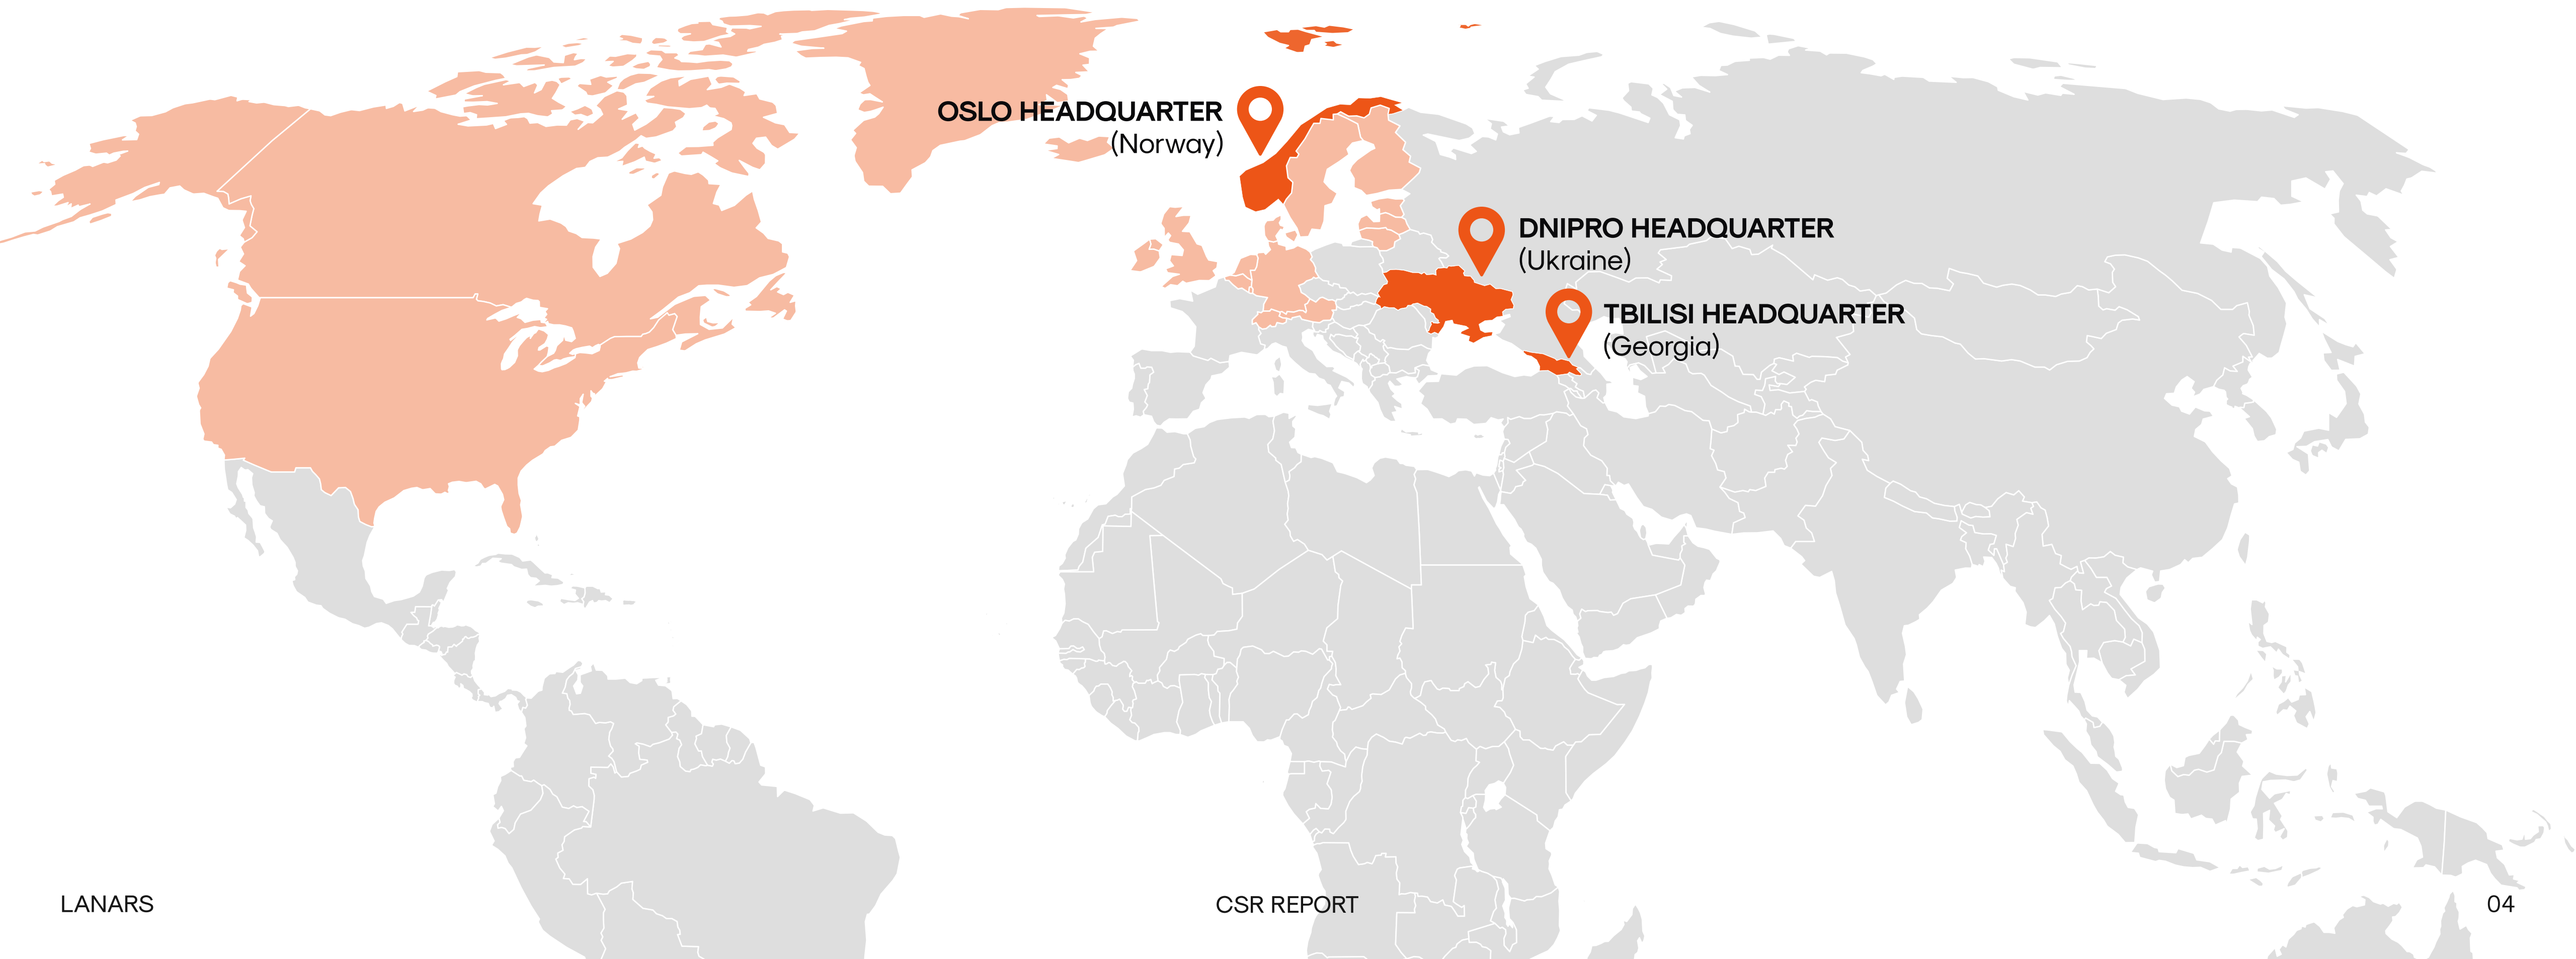 OSLO HEADQUARTER
(Norway)
DNIPRO HEADQUARTER
(Ukraine)
TBILISI HEADQUARTER
(Georgia)
LANARS
CSR REPORT
04